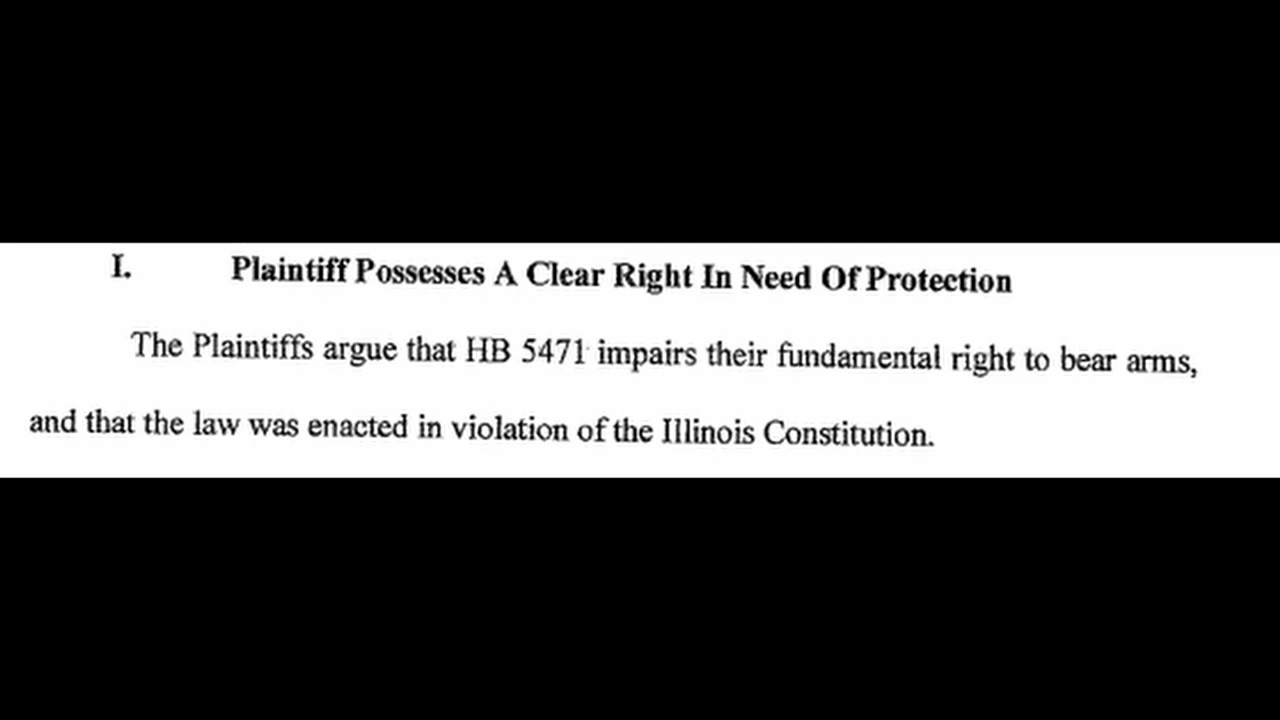 I. Plaintiff Possesses A Clear Right In Need Of Protection
The Plaintiffs argue that HB 5471 impairs their fundamental right to bear arms,
and that the law was enacted in violation of the Illinois Constitution.